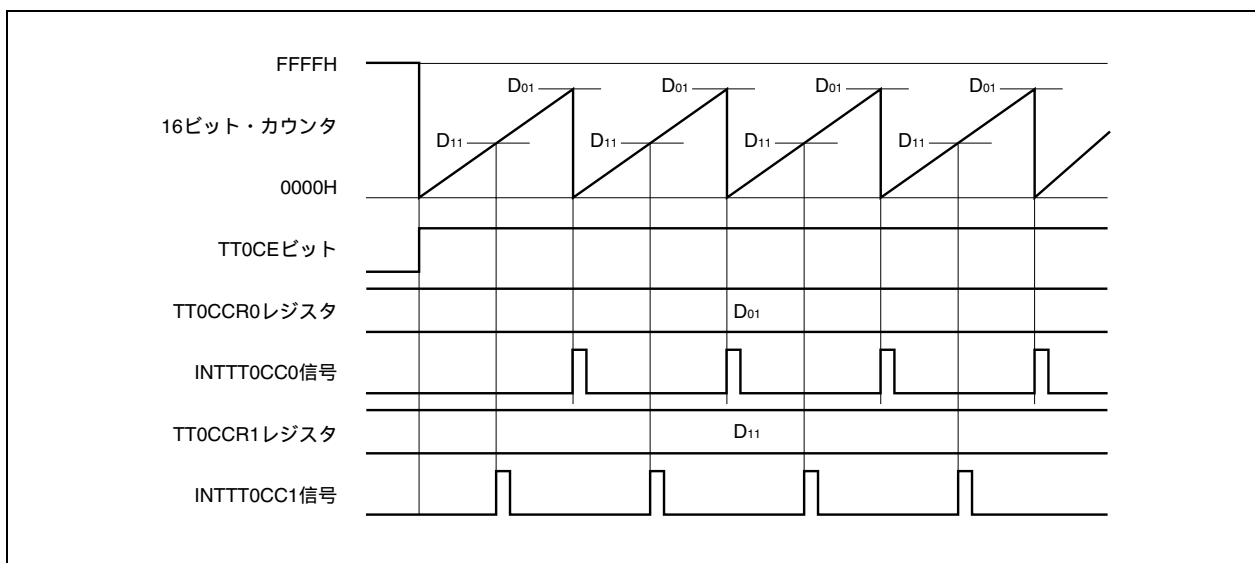 FFFFH
D01 D01 D01 D01
16ビット・カウンタ
D11 D11 D11 D11
0000H
TT0CEビット
TT0CCR0レジスタ
D01
INTTT0CC0信号
TT0CCR1レジスタ
D11
INTTT0CC1信号